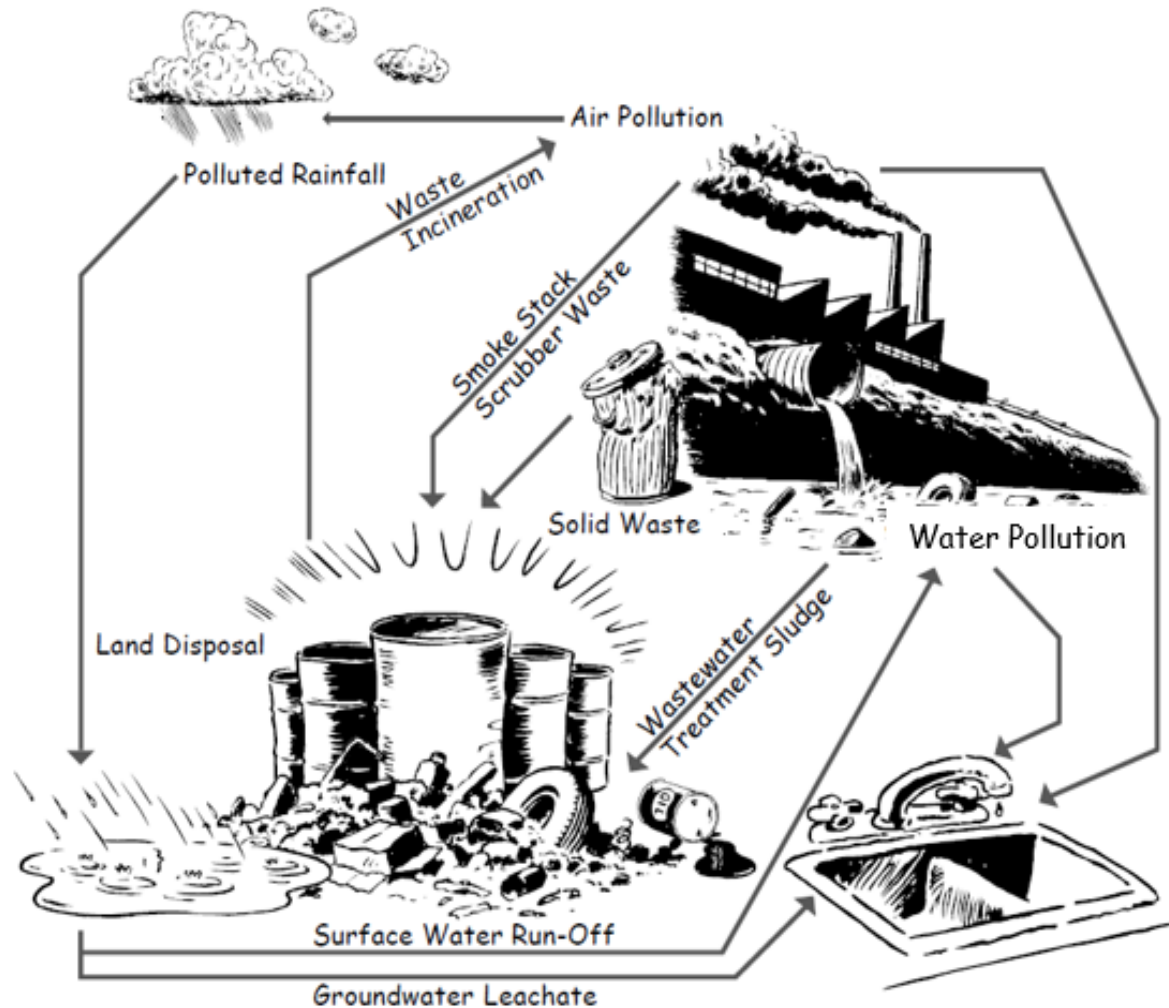 Air Pollution
Polluted Rainfall
Waste
Incineration
Smoke Stack
Scrubber Waste
Solid Waste
Water Pollution
Land Disposal
Wastewater
Treatment Sludge
OIL
Surface Water Run-Off
Groundwater Leachate